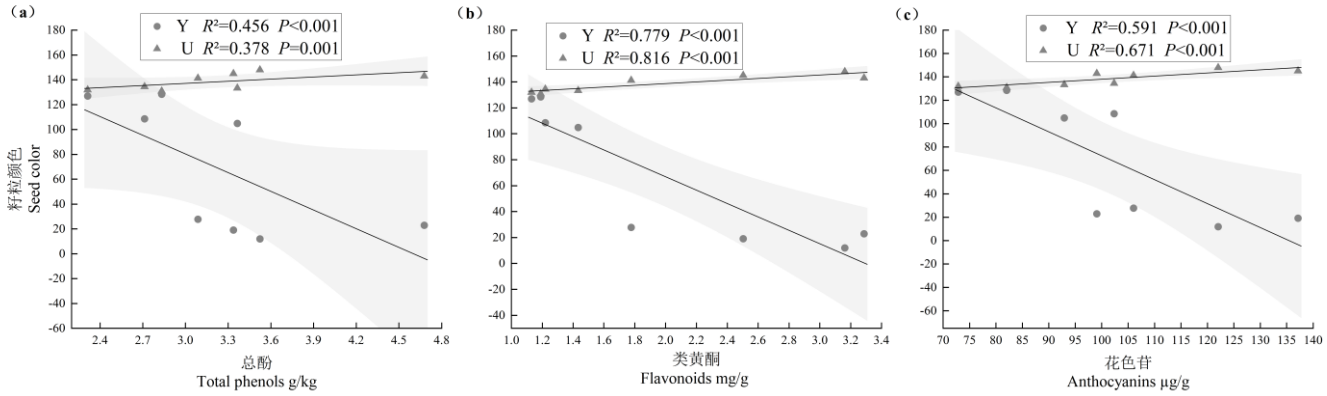 (a)
Y R²=0.456 P<0.001
U R²=0.378 P=0.001
180
160
140
120
100
80
60
40
20
0
-20
-40
-60
籽粒颜色
Seed color
2.4 2.7 3.0 3.3 3.6 3.9 4.2 4.5 4.8
总酚
Total phenols g/kg
(b)
Y R²=0.779 P<0.001
U R²=0.816 P<0.001
180
160
140
120
100
80
60
40
20
0
-20
-40
-50
1.0 1.2 1.4 1.6 1.8 2.0 2.2 2.4 2.6 2.8 3.0 3.2 3.4
类黄酮
Flavonoids mg/g
(c)
Y R²=0.591 P<0.001
U R²=0.671 P<0.001
180
160
140
120
100
80
60
40
20
0
-20
-40
-60
70 75 80 85 90 95 100 105 110 115 120 125 130 135 140
花色苷
Anthocyanins µg/g